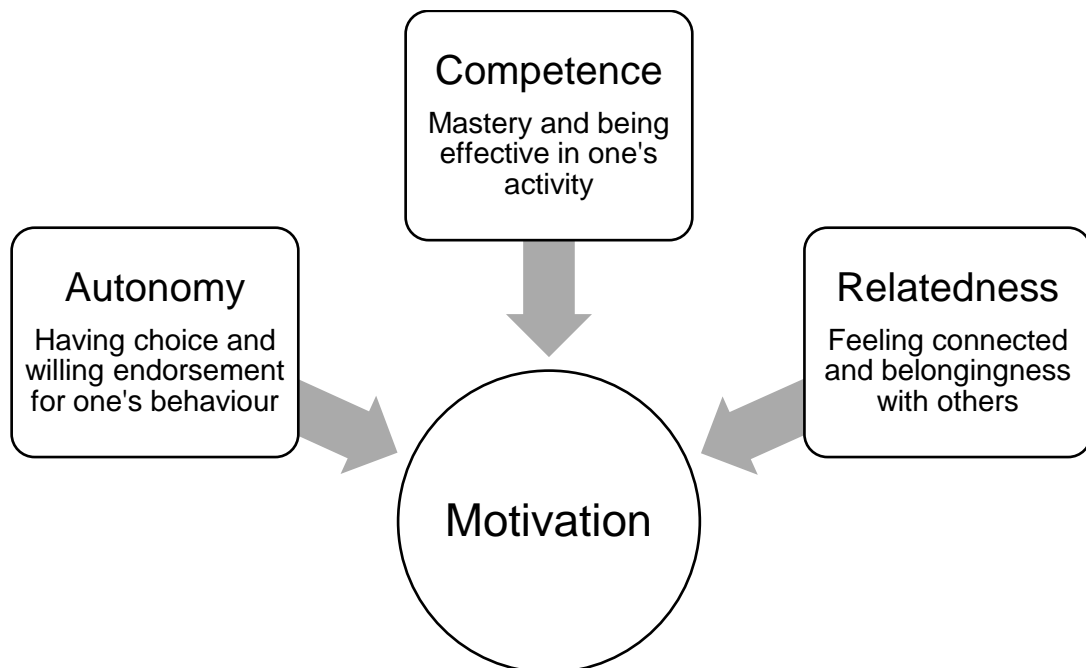 Competence
Mastery and being
effective in one's
activity
Autonomy
Having choice and
willing endorsement
for one's behaviour
Relatedness
Feeling connected
and belongingness
with others
Motivation